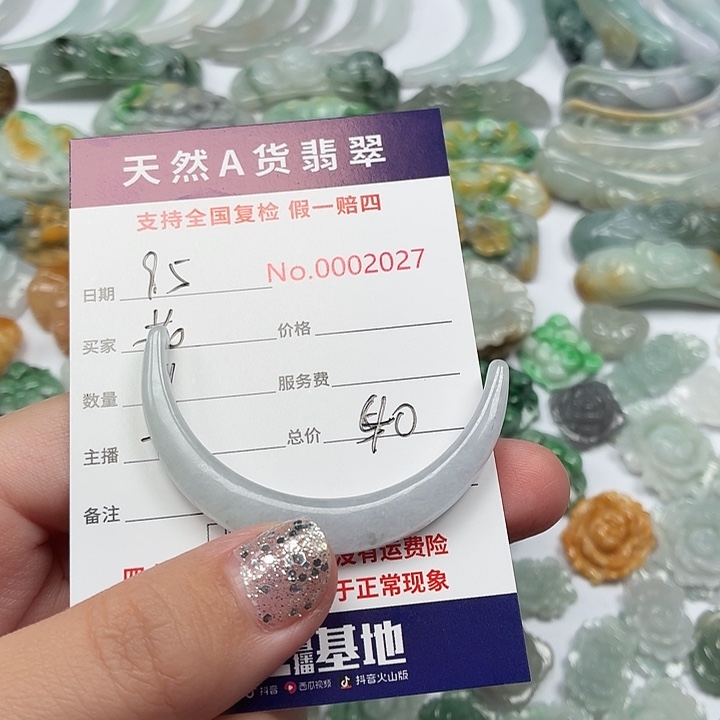 天然A货翡翠
支持全国复检 假一赔四
No.0002027
日期 9.5
买家 价格
数量 服务费
主播 总价 40
备注
没有运费险
于正常现象
播基地
抖音 西瓜视频 抖音火山版